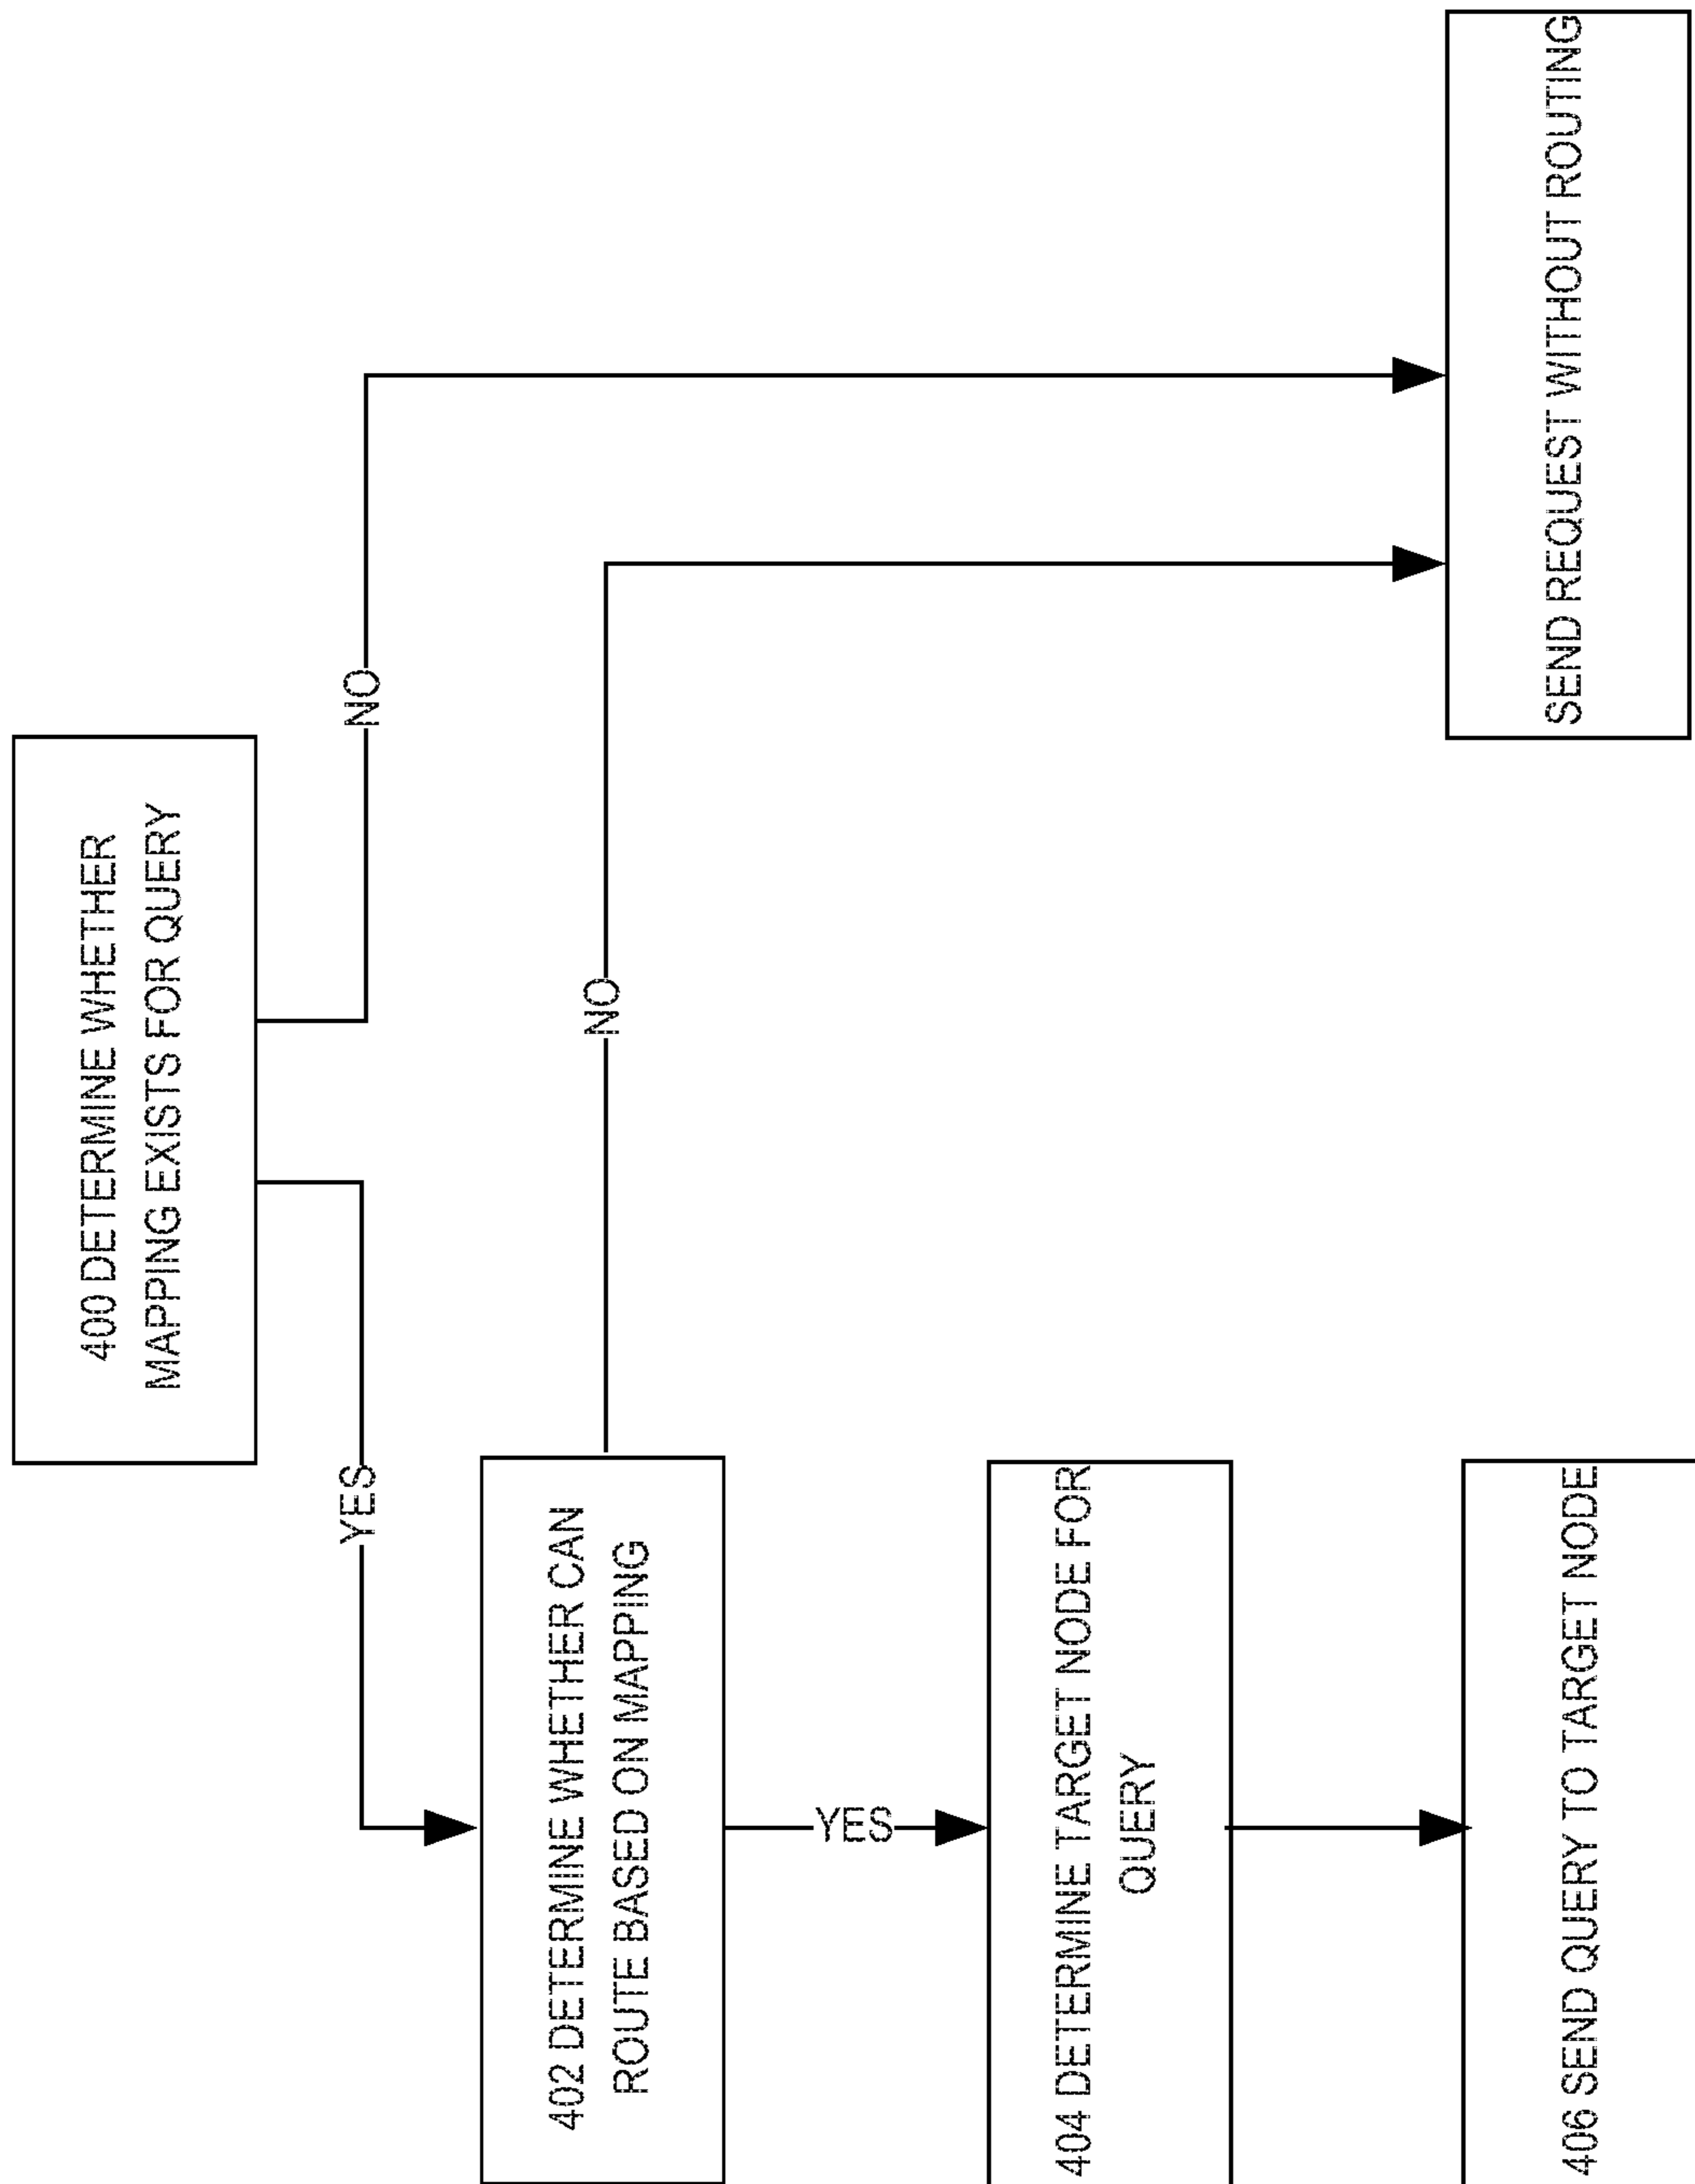 400 DETERMINE WHETHER
MAPPING EXISTS FOR QUERY
YES
NO
402 DETERMINE WHETHER CAN
ROUTE BASED ON MAPPING
NO
YES
404 DETERMINE TARGET NODE FOR
QUERY
406 SEND QUERY TO TARGET NODE
SEND REQUEST WITHOUT ROUTING